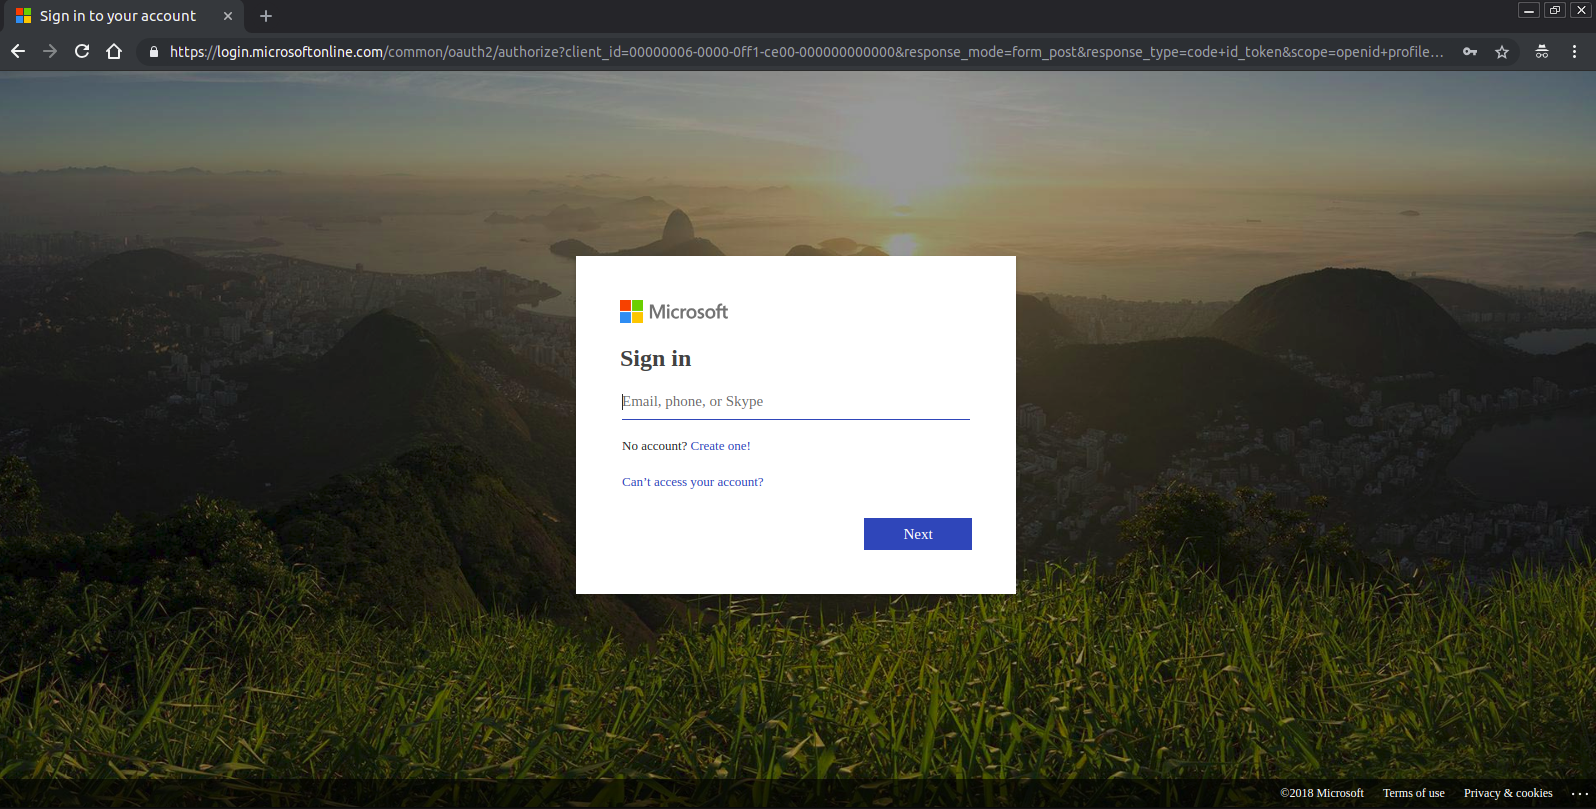 Sign in to your account
https://login.microsoftonline.com/common/oauth2/authorize?client_id=00000006-0000-0ff1-ce00-000000000000&response_mode=form_post&response_type=code+id_token&scope=openid+profile…
Microsoft
Sign in
Email, phone, or Skype
No account? Create one!
Can’t access your account?
Next
©2018 Microsoft Terms of use Privacy & cookies ...